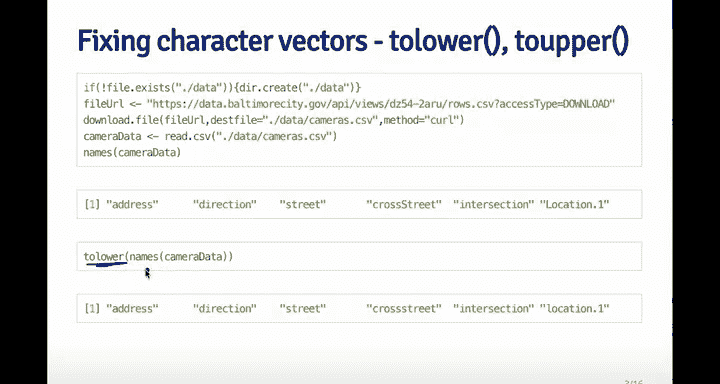 Fixing character vectors - tolower(), toupper()
if(!file.exists("./data")){dir.create("./data")}
fileUrl <- "https://data.baltimorecity.gov/api/views/dz54-2aru/rows.csv?accessType=DOWNLOAD"
download.file(fileUrl,destfile="./data/cameras.csv",method="curl")
cameraData <- read.csv("./data/cameras.csv")
names(cameraData)
[1] "address" "direction" "street" "crossStreet" "intersection" "Location.1"
tolower(names(cameraData))
[1] "address" "direction" "street" "crossstreet" "intersection" "location.1"